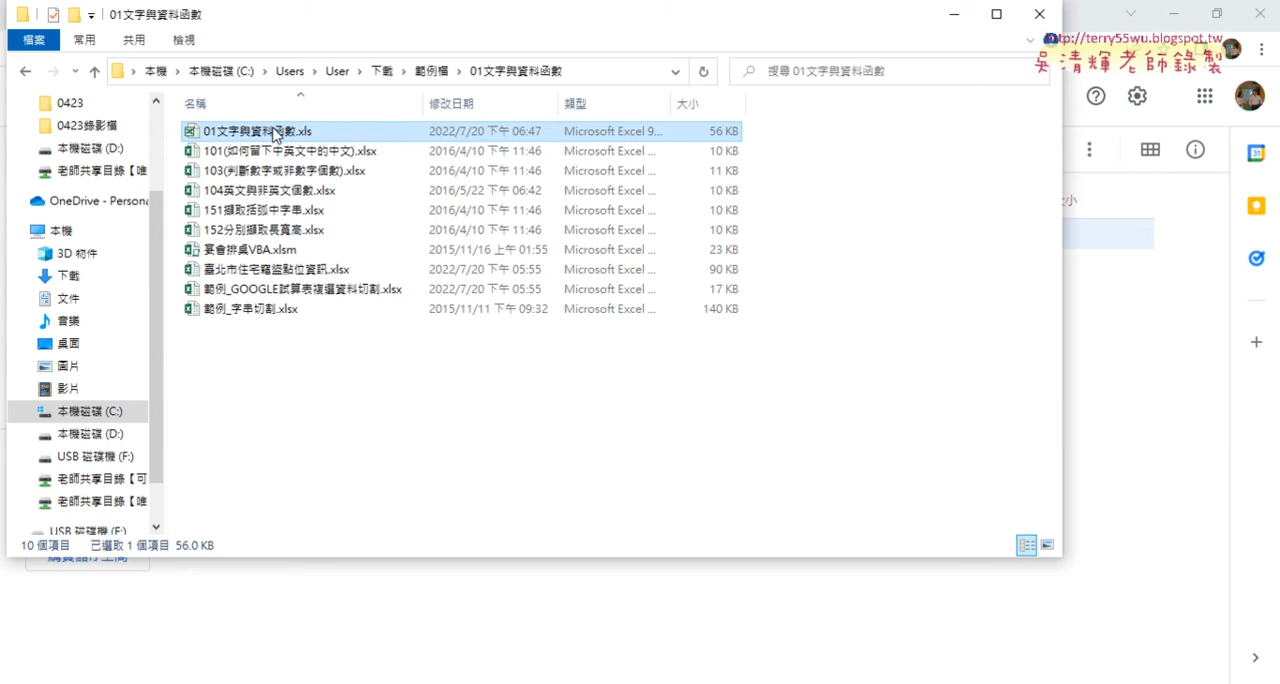 01文字與資料函數
http://terry55wu.blogspot.tw
吳清輝老師錄製
檔案 常用 共用 檢視
本機 本機磁碟 (C:) Users User 下載 範例檔 01文字與資料函數
搜尋 01文字與資料函數
名稱 修改日期 類型 大小
01文字與資料函數.xls 2022/7/20 下午 06:47 Microsoft Excel 9... 56 KB
101(如何留下中英文中的中文).xlsx 2016/4/10 下午 11:46 Microsoft Excel ... 10 KB
103(判斷數字或非數字個數).xlsx 2016/4/10 下午 11:46 Microsoft Excel ... 11 KB
104英文與非英文個數.xlsx 2016/5/22 下午 06:42 Microsoft Excel ... 10 KB
151擷取括弧中字串.xlsx 2016/4/10 下午 11:46 Microsoft Excel ... 10 KB
152分別擷取長寬高.xlsx 2016/4/10 下午 11:46 Microsoft Excel ... 10 KB
宴會排桌VBA.xlsm 2015/11/16 上午 01:55 Microsoft Excel ... 23 KB
臺北市住宅竊盜點位資訊.xlsx 2022/7/20 下午 05:55 Microsoft Excel ... 90 KB
範例_GOOGLE試算表複選資料切割.xlsx 2022/7/20 下午 05:55 Microsoft Excel ... 17 KB
範例_字串切割.xlsx 2015/11/11 下午 09:32 Microsoft Excel ... 140 KB
0423
0423錄影檔
本機磁碟 (D:)
老師共享目錄【唯
OneDrive - Persona
本機
3D 物件
下載
文件
音樂
桌面
圖片
影片
本機磁碟 (C:)
本機磁碟 (D:)
USB 磁碟機 (F:)
老師共享目錄【可
老師共享目錄【唯
USB 磁碟機 (F:)
10 個項目 已選取 1 個項目 56.0 KB
購買儲存空間
小
31